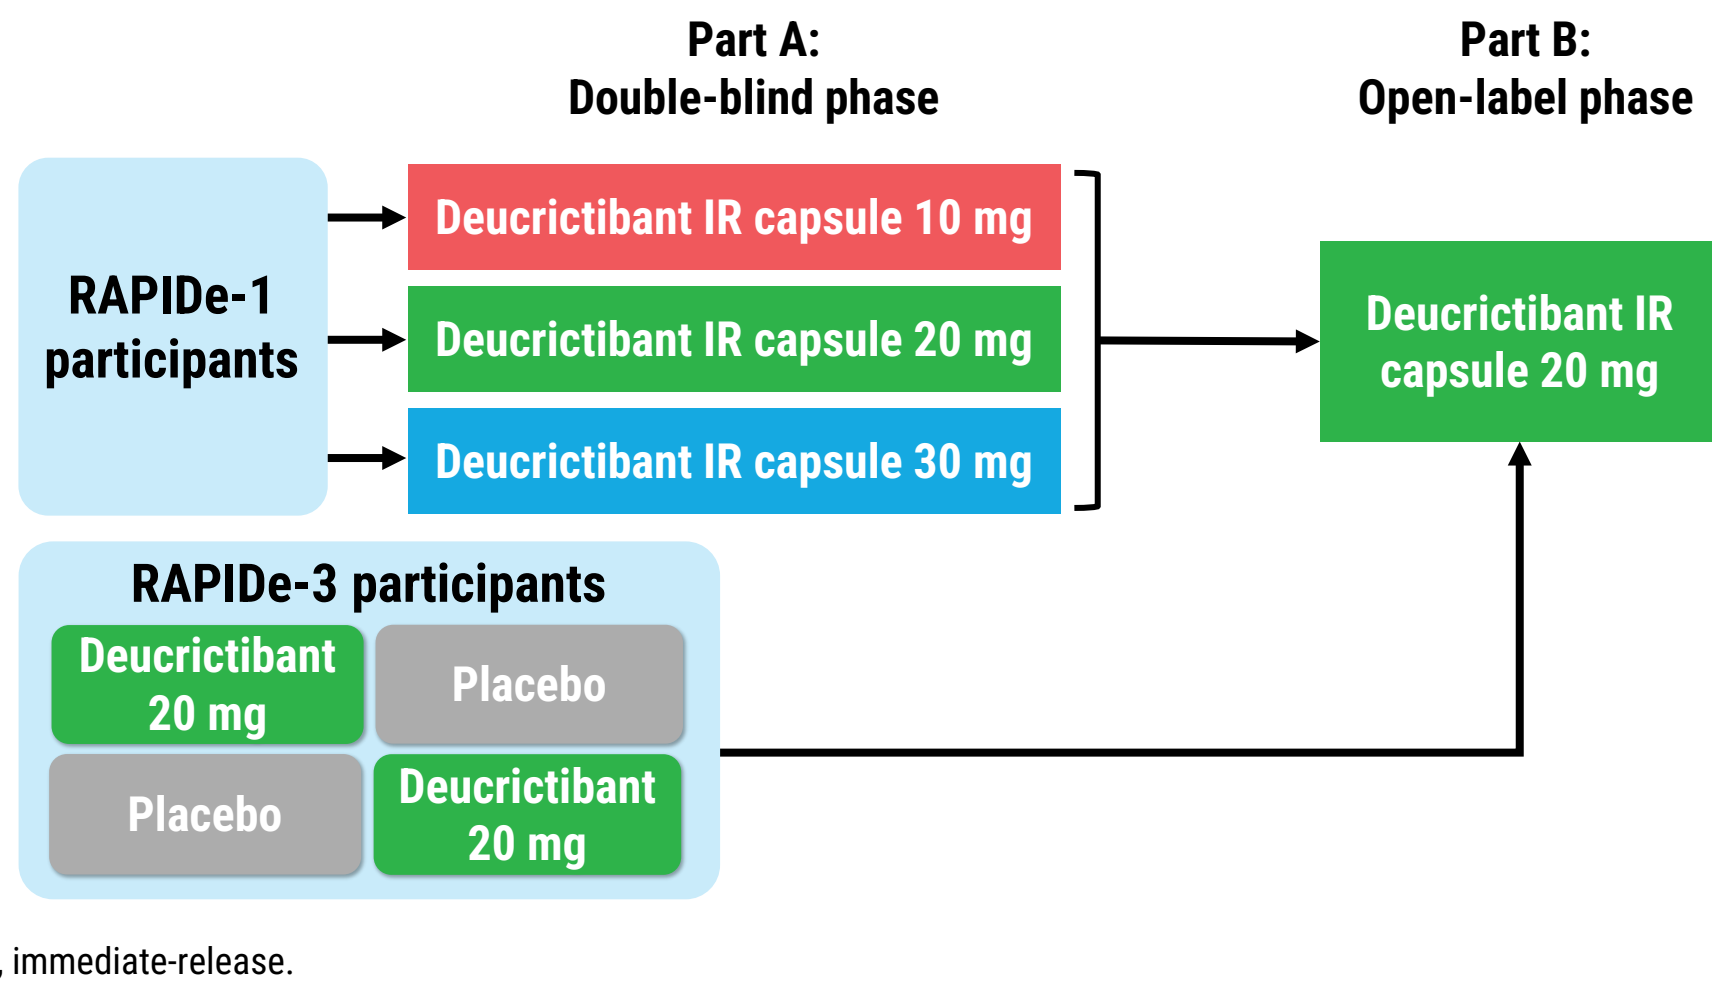 Part A:
Double-blind phase
Part B:
Open-label phase
RAPIDe-1
participants
Deucrictibant IR capsule 10 mg
Deucrictibant IR capsule 20 mg
Deucrictibant IR capsule 30 mg
Deucrictibant IR
capsule 20 mg
RAPIDe-3 participants
Deucrictibant
20 mg
Placebo
Placebo
Deucrictibant
20 mg
, immediate-release.